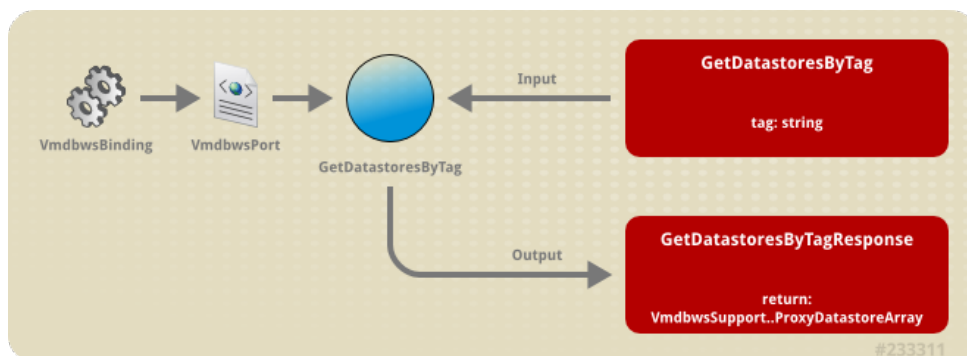 GetDatastoresByTag
Input
tag: string
VmdbwsBinding
VmdbwsPort
GetDatastoresByTag
GetDatastoresByTagResponse
Output
return:
VmdbwsSupport..ProxyDatastoreArray
#233311